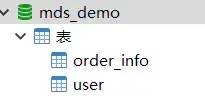 mds_demo
表
order_info
user